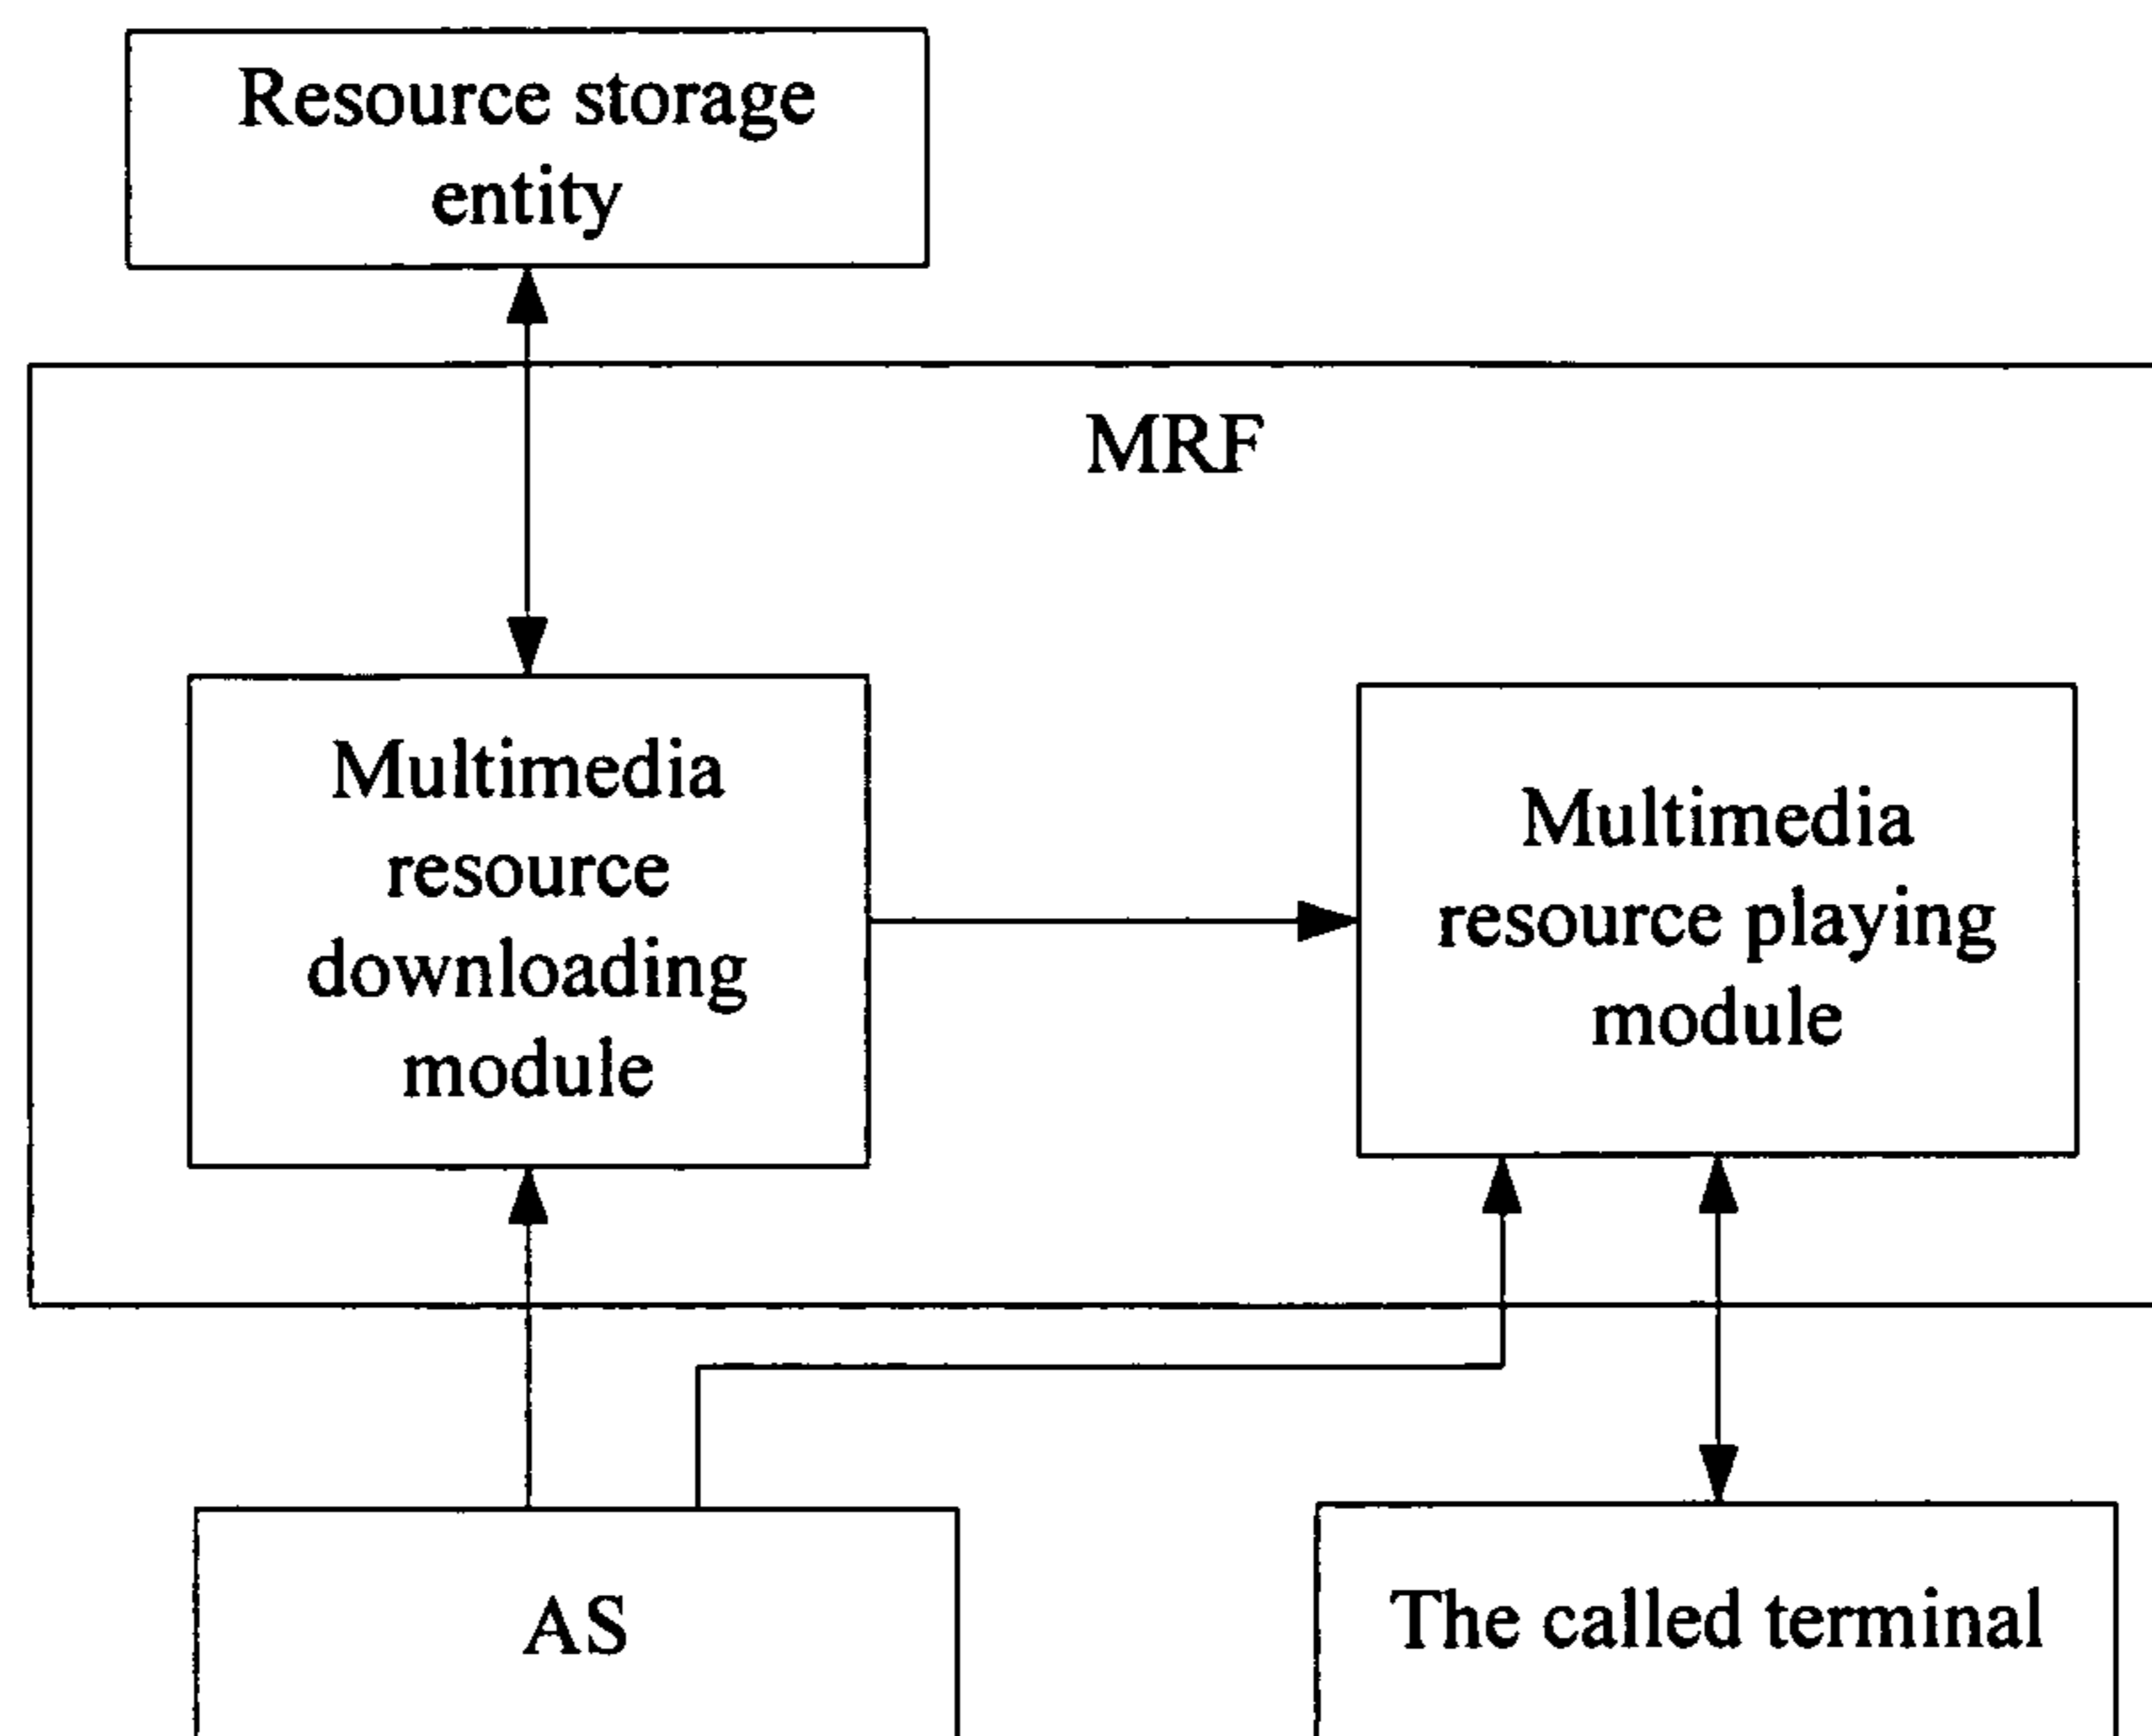 Resource storage
entity
MRF
Multimedia
resource
downloading
module
Multimedia
resource playing
module
AS
The called terminal